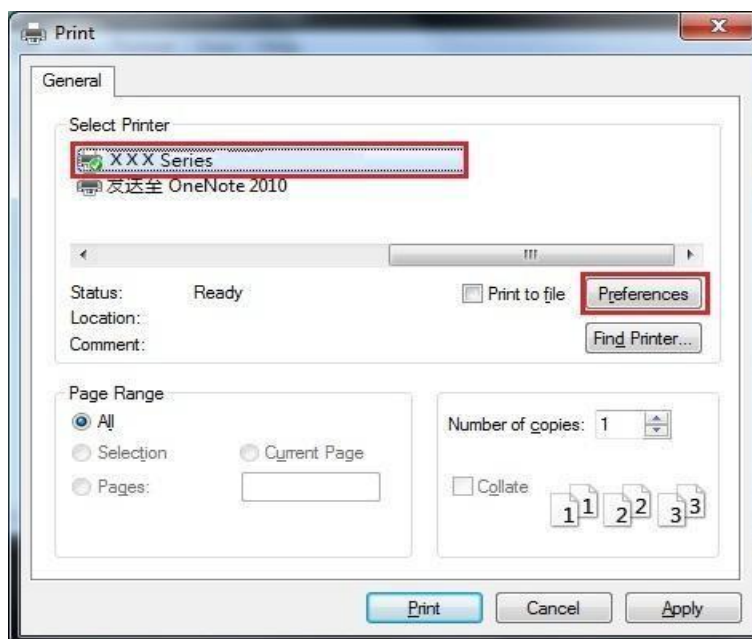 Print
General
Select Printer
XXX Series
发送至 OneNote 2010
Status: Ready
Print to file
Preferences
Location:
Comment:
Find Printer...
Page Range
All
Selection
Current Page
Pages:
Number of copies: 1
Collate
1 1 2 2 3 3
Print
Cancel
Apply